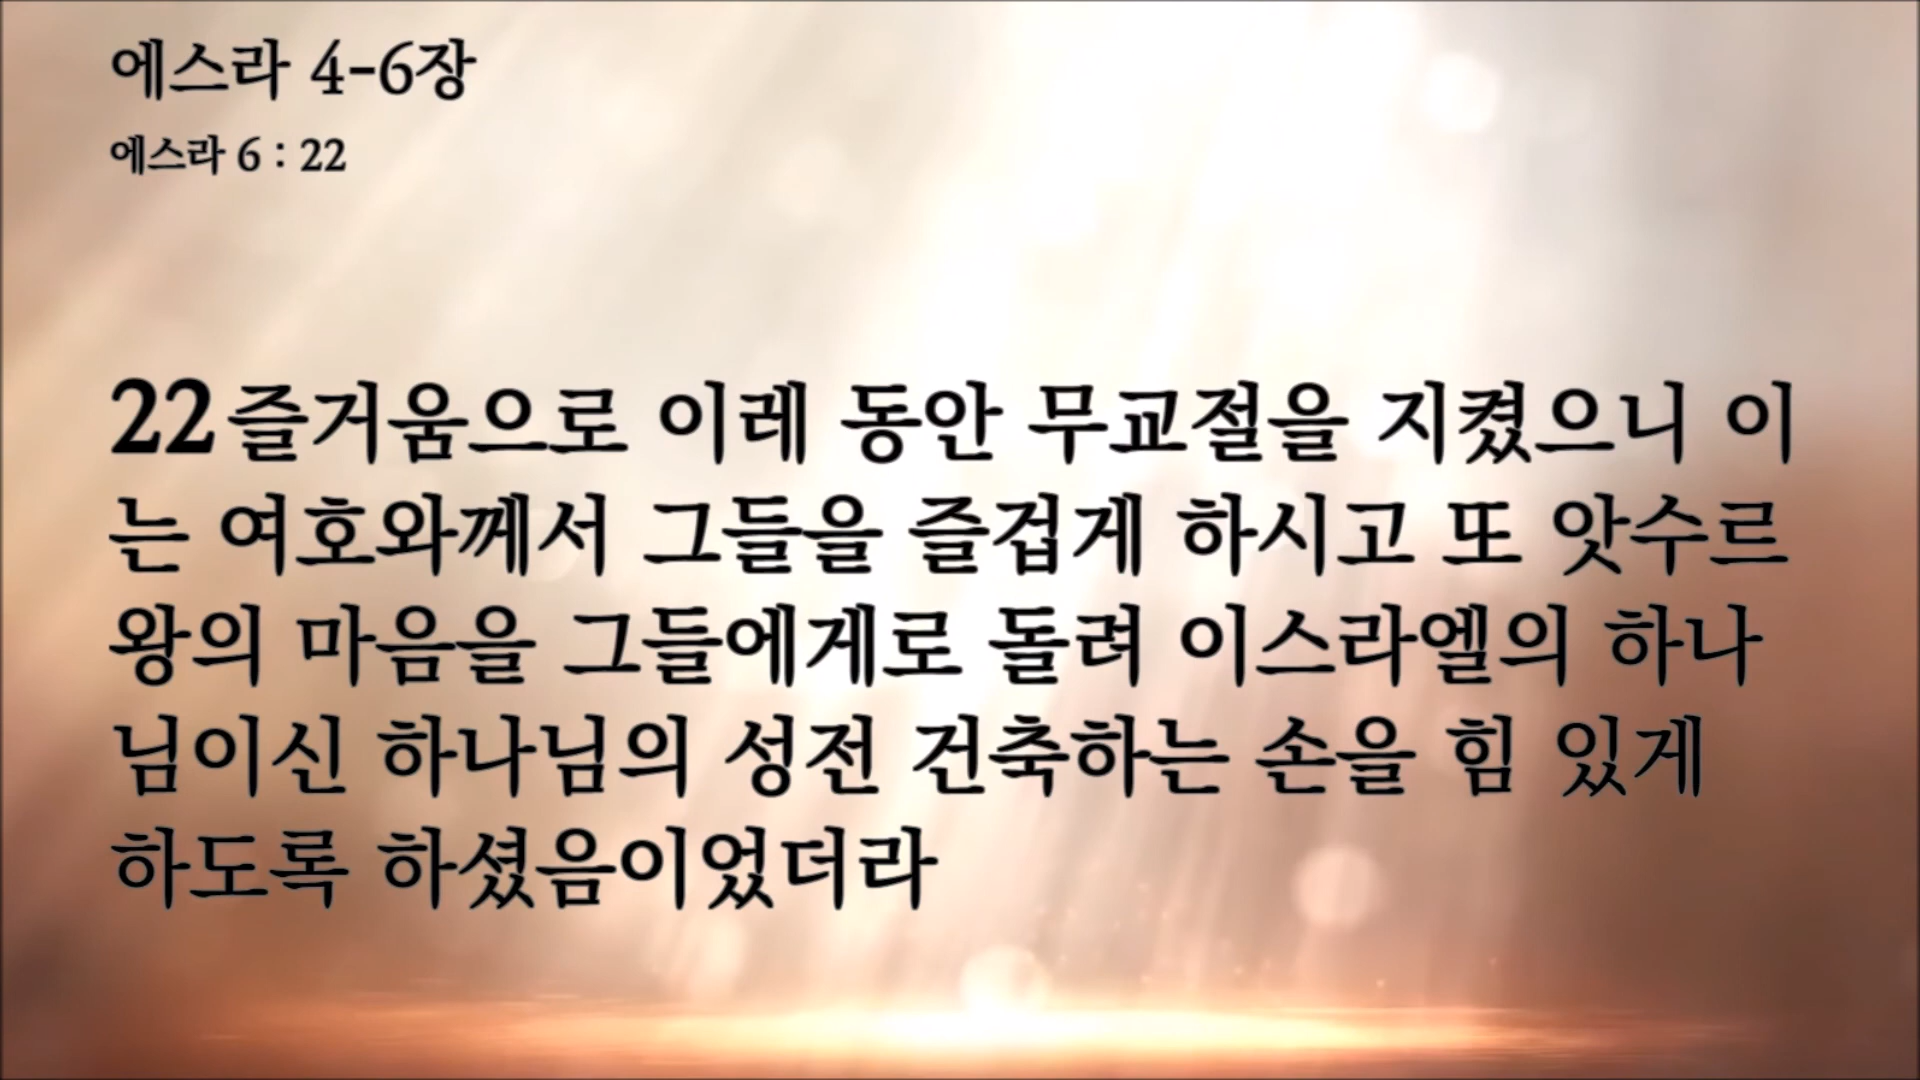 에스라 4-6장
에스라 6 : 22
22 즐거움으로 이레 동안 무교절을 지켰으니 이
는 여호와께서 그들을 즐겁게 하시고 또 앗수르
왕의 마음을 그들에게로 돌려 이스라엘의 하나
님이신 하나님의 성전 건축하는 손을 힘 있게
하도록 하셨음이었더라